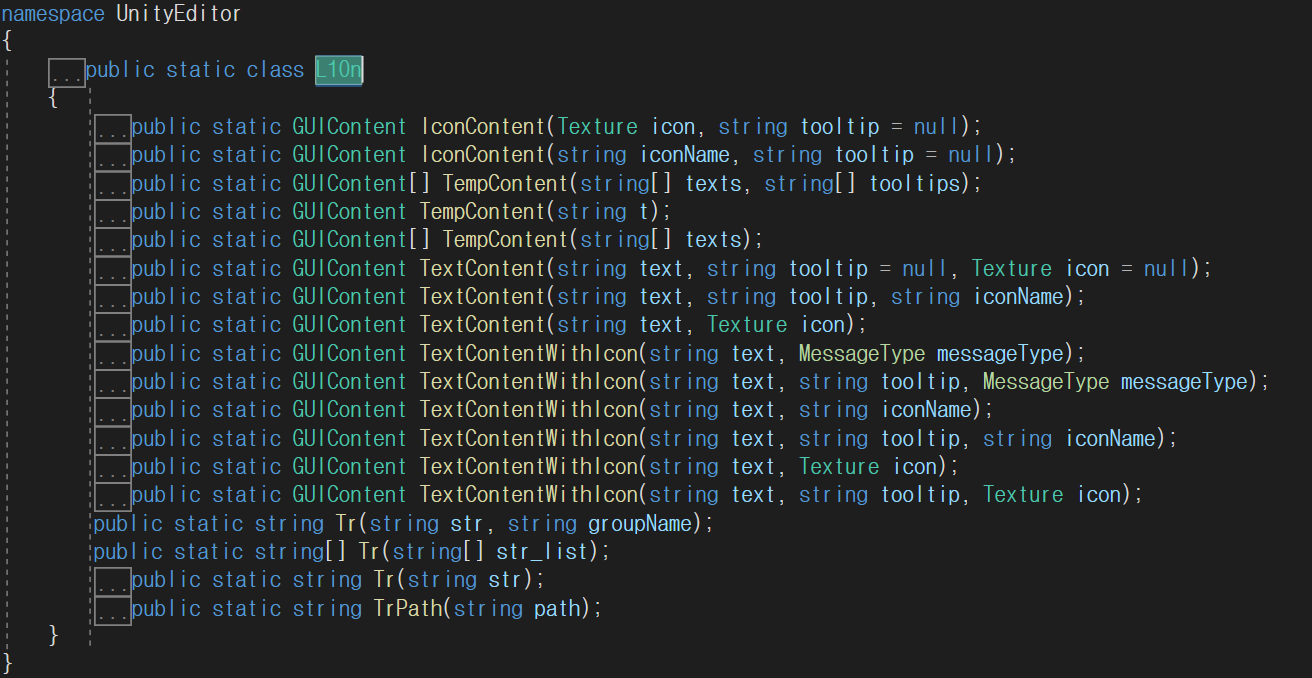 namespace UnityEditor
{
...public static class L10n
{
...public static GUIContent IconContent(Texture icon, string tooltip = null);
...public static GUIContent IconContent(string iconName, string tooltip = null);
...public static GUIContent[] TempContent(string[] texts, string[] tooltips);
...public static GUIContent TempContent(string t);
...public static GUIContent[] TempContent(string[] texts);
...public static GUIContent TextContent(string text, string tooltip = null, Texture icon = null);
...public static GUIContent TextContent(string text, string tooltip, string iconName);
...public static GUIContent TextContent(string text, Texture icon);
...public static GUIContent TextContentWithIcon(string text, MessageType messageType);
...public static GUIContent TextContentWithIcon(string text, string tooltip, MessageType messageType);
...public static GUIContent TextContentWithIcon(string text, string iconName);
...public static GUIContent TextContentWithIcon(string text, string tooltip, string iconName);
...public static GUIContent TextContentWithIcon(string text, Texture icon);
...public static GUIContent TextContentWithIcon(string text, string tooltip, Texture icon);
public static string Tr(string str, string groupName);
public static string[] Tr(string[] str_list);
...public static string Tr(string str);
...public static string TrPath(string path);
}
}